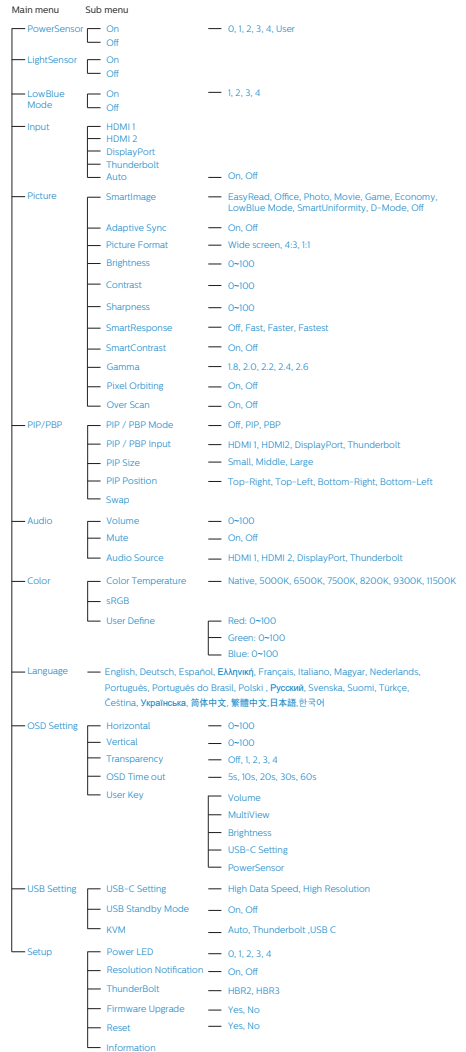 Main menu Sub menu
PowerSensor On 0, 1, 2, 3, 4, User
Off
LightSensor On
Off
LowBlue Mode On 1, 2, 3, 4
Off
Input HDMI 1
HDMI 2
DisplayPort
Thunderbolt
Auto On, Off
Picture SmartImage EasyRead, Office, Photo, Movie, Game, Economy,
LowBlue Mode, SmartUniformity, D-Mode, Off
Adaptive Sync On, Off
Picture Format Wide screen, 4:3, 1:1
Brightness 0~100
Contrast 0~100
Sharpness 0~100
SmartResponse Off, Fast, Faster, Fastest
SmartContrast On, Off
Gamma 1.8, 2.0, 2.2, 2.4, 2.6
Pixel Orbiting On, Off
Over Scan On, Off
PIP/PBP PIP / PBP Mode Off, PIP, PBP
PIP / PBP Input HDMI 1, HDMI2, DisplayPort, Thunderbolt
PIP Size Small, Middle, Large
PIP Position Top-Right, Top-Left, Bottom-Right, Bottom-Left
Swap
Audio Volume 0~100
Mute On, Off
Audio Source HDMI 1, HDMI 2, DisplayPort, Thunderbolt
Color Color Temperature Native, 5000K, 6500K, 7500K, 8200K, 9300K, 11500K
sRGB
User Define Red: 0~100
Green: 0~100
Blue: 0~100
Language English, Deutsch, Español, Ελληνική, Français, Italiano, Magyar, Nederlands,
Português, Português do Brasil, Polski , Русский, Svenska, Suomi, Türkçe,
Čeština, Українська, 简体中文, 繁體中文,日本語,한국어
OSD Setting Horizontal 0~100
Vertical 0~100
Transparency Off, 1, 2, 3, 4
OSD Time out 5s, 10s, 20s, 30s, 60s
User Key Volume
MultiView
Brightness
USB-C Setting
PowerSensor
USB Setting USB-C Setting High Data Speed, High Resolution
USB Standby Mode On, Off
KVM Auto, Thunderbolt ,USB C
Setup Power LED 0, 1, 2, 3, 4
Resolution Notification On, Off
ThunderBolt HBR2, HBR3
Firmware Upgrade Yes, No
Reset Yes, No
Information